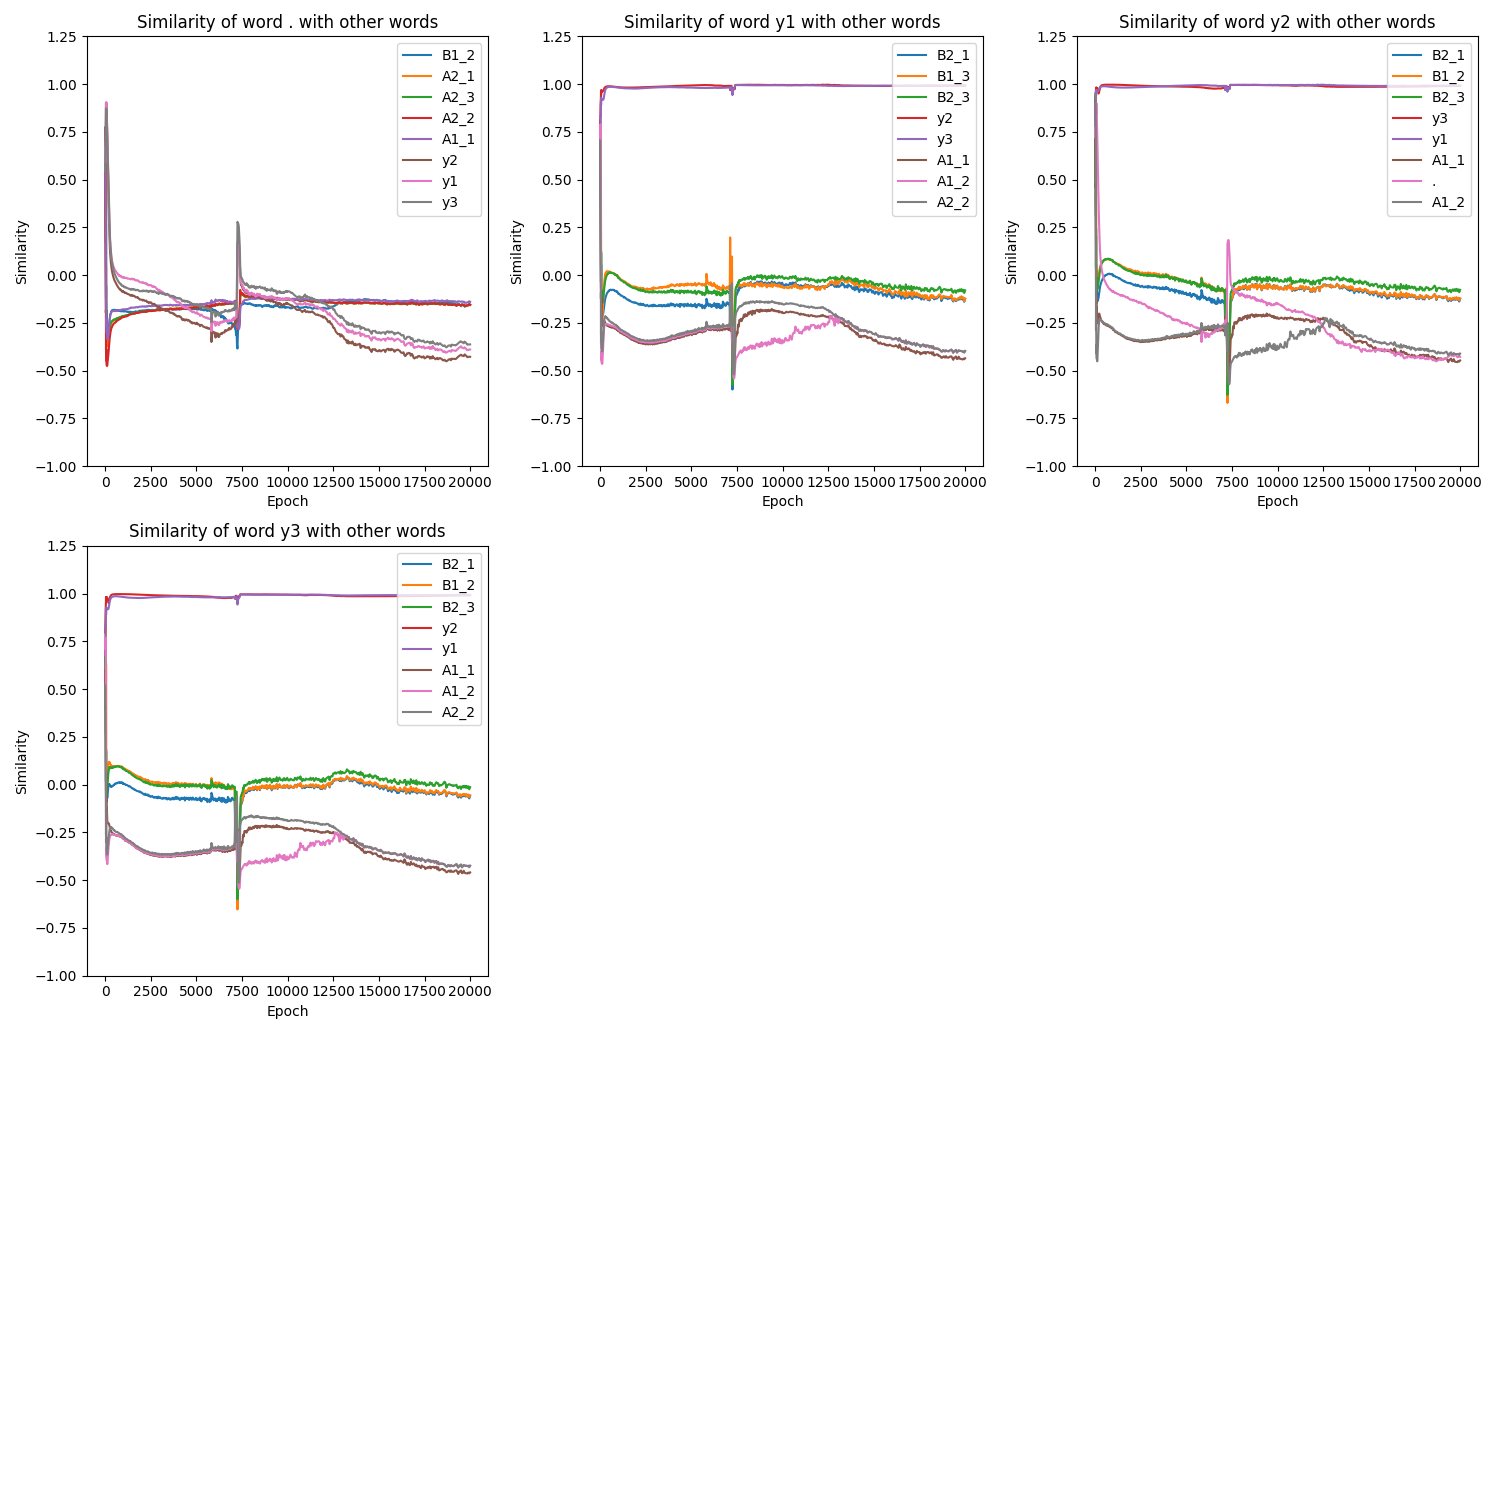 Similarity of word . with other words
Similarity
1.25
1.00
0.75
0.50
0.25
0.00
−0.25
−0.50
−0.75
−1.00
0 2500 5000 7500 10000 12500 15000 17500 20000
Epoch
B1_2
A2_1
A2_3
A2_2
A1_1
y2
y1
y3
Similarity of word y1 with other words
Similarity
1.25
1.00
0.75
0.50
0.25
0.00
−0.25
−0.50
−0.75
−1.00
0 2500 5000 7500 10000 12500 15000 17500 20000
Epoch
B2_1
B1_3
B2_3
y2
y3
A1_1
A1_2
A2_2
Similarity of word y2 with other words
Similarity
1.25
1.00
0.75
0.50
0.25
0.00
−0.25
−0.50
−0.75
−1.00
0 2500 5000 7500 10000 12500 15000 17500 20000
Epoch
B2_1
B1_2
B2_3
y3
y1
A1_1
.
A1_2
Similarity of word y3 with other words
Similarity
1.25
1.00
0.75
0.50
0.25
0.00
−0.25
−0.50
−0.75
−1.00
0 2500 5000 7500 10000 12500 15000 17500 20000
Epoch
B2_1
B1_2
B2_3
y2
y1
A1_1
A1_2
A2_2